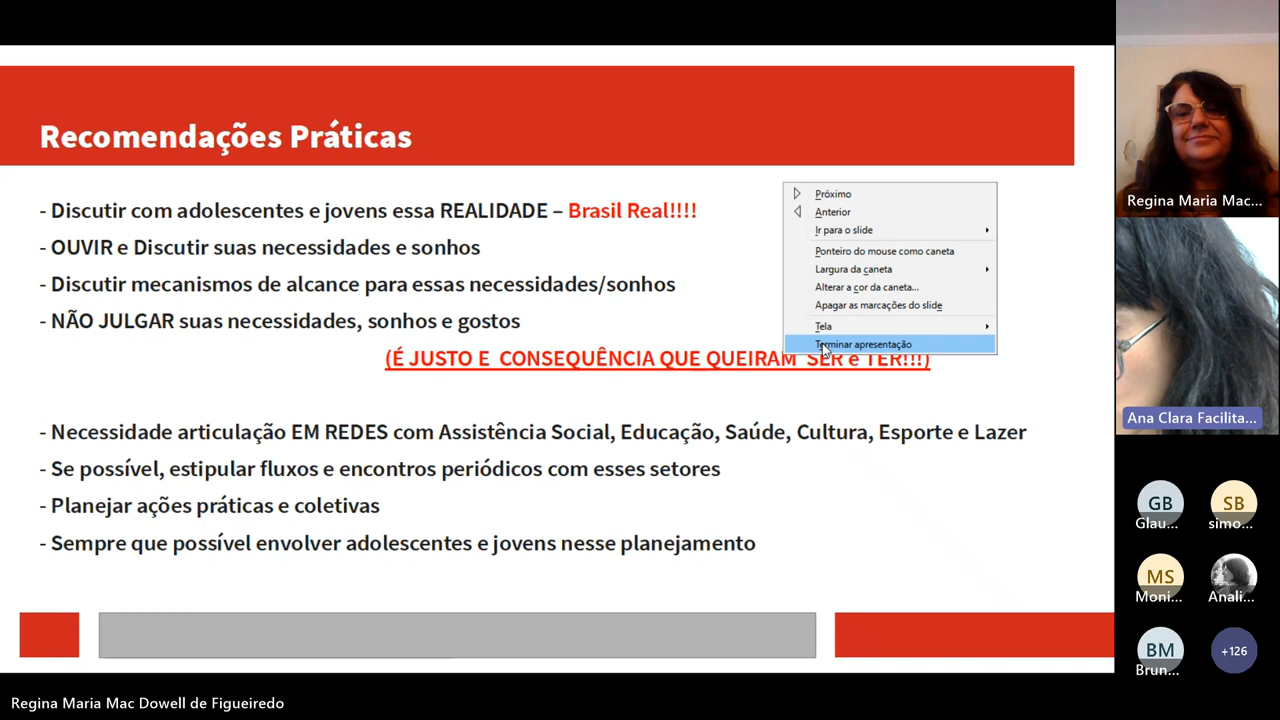 Recomendações Práticas
- Discutir com adolescentes e jovens essa REALIDADE – Brasil Real!!!!
- OUVIR e Discutir suas necessidades e sonhos
- Discutir mecanismos de alcance para essas necessidades/sonhos
- NÃO JULGAR suas necessidades, sonhos e gostos
(É JUSTO E CONSEQUÊNCIA QUE QUEIRAM SER e TER!!!)
- Necessidade articulação EM REDES com Assistência Social, Educação, Saúde, Cultura, Esporte e Lazer
- Se possível, estipular fluxos e encontros periódicos com esses setores
- Planejar ações práticas e coletivas
- Sempre que possível envolver adolescentes e jovens nesse planejamento
Próximo
Anterior
Ir para o slide
Ponteiro do mouse como caneta
Largura da caneta
Alterar a cor da caneta...
Apagar as marcações do slide
Tela
Terminar apresentação
Regina Maria Mac...
Ana Clara Facilita...
GB
Glau...
SB
simo...
MS
Moni...
Anali...
BM
Brun...
+126
Regina Maria Mac Dowell de Figueiredo